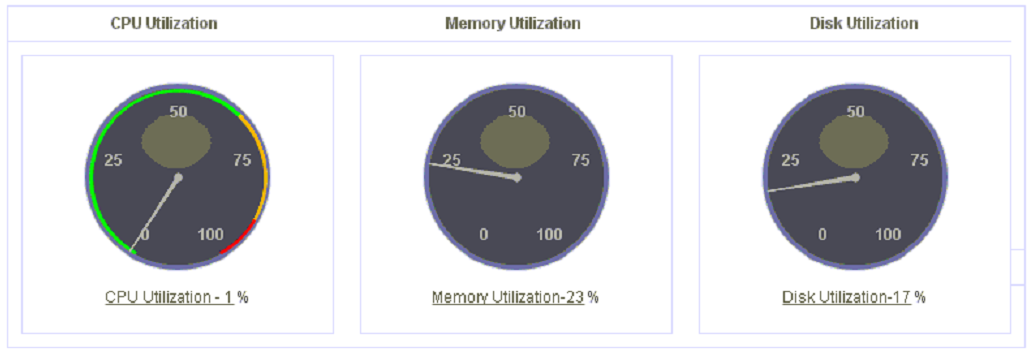 CPU Utilization Memory Utilization Disk Utilization
50 50 50
25 75 25 75 25 75
0 100 0 100 0 100
CPU Utilization - 1 % Memory Utilization-23 % Disk Utilization-17 %